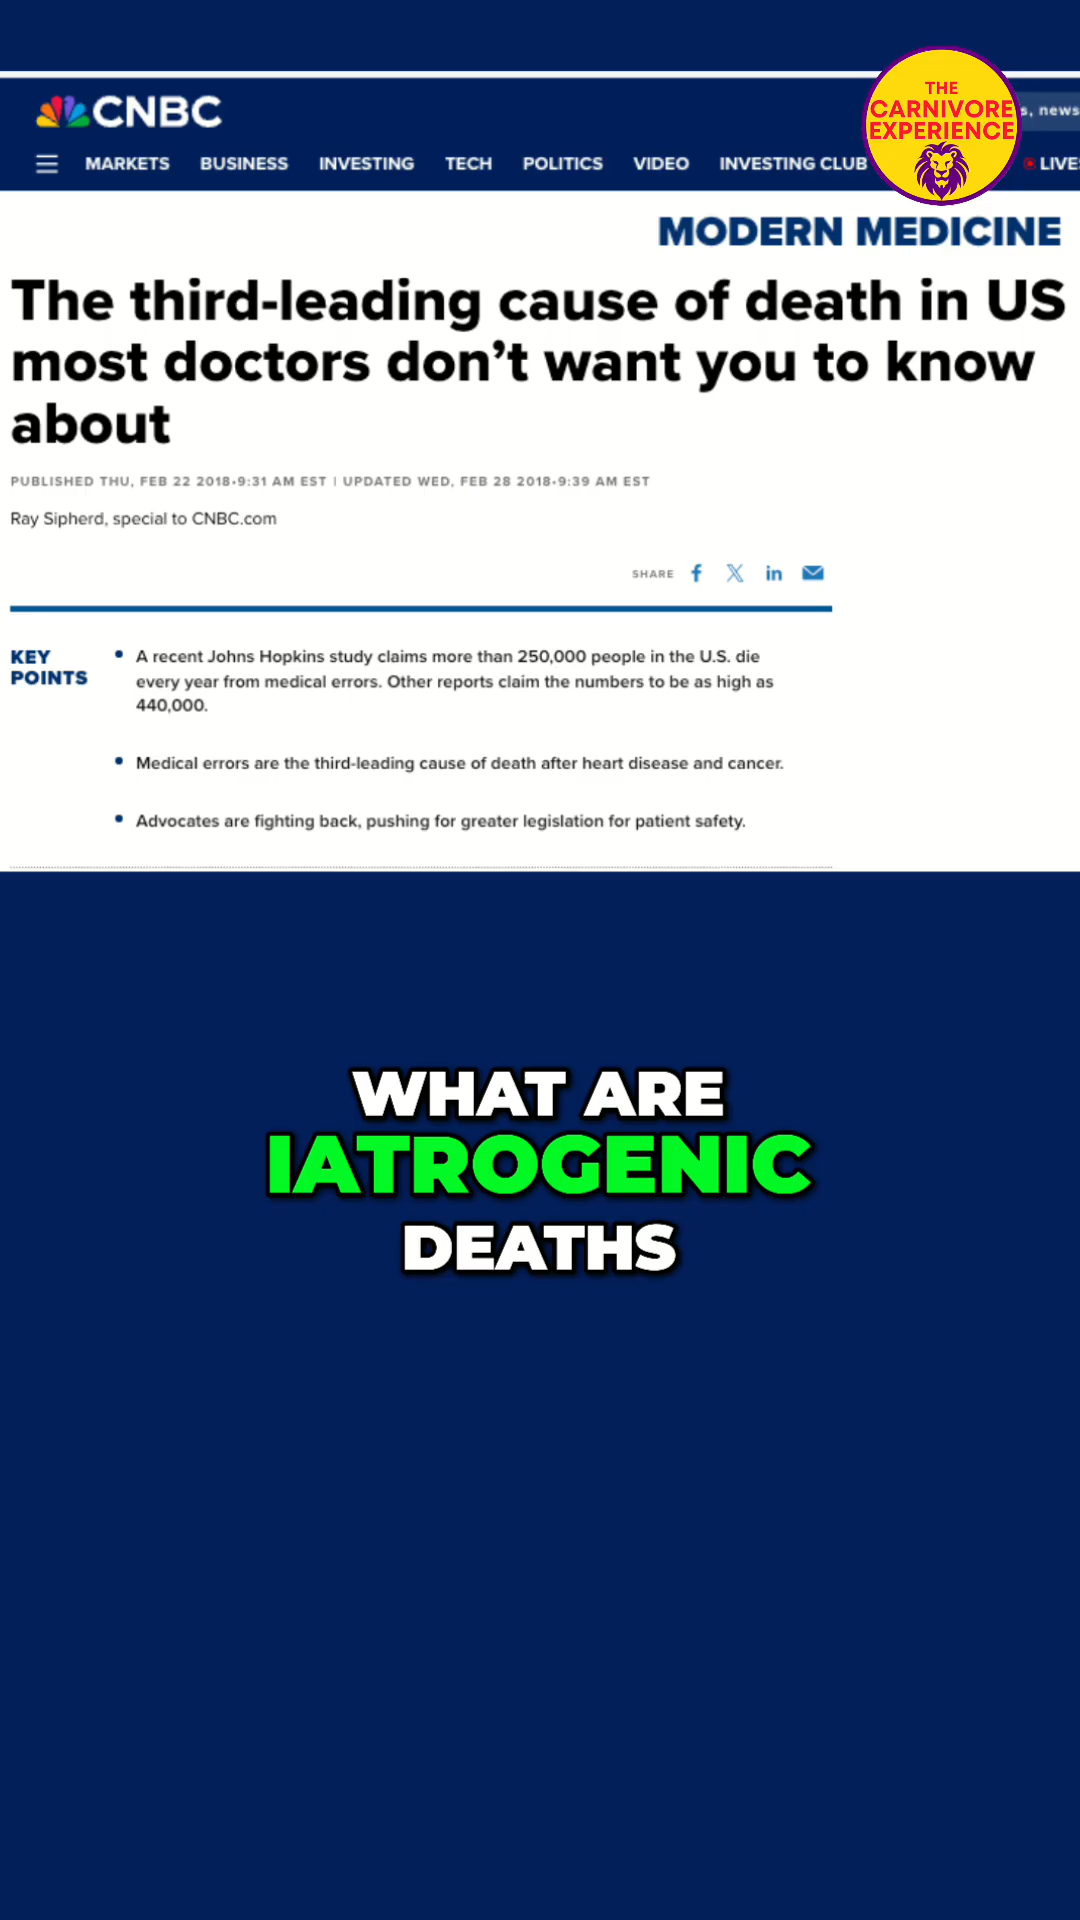 CNBC
THE
CARNIVORE
EXPERIENCE
s, news
MARKETS BUSINESS INVESTING TECH POLITICS VIDEO INVESTING CLUB LIVE
MODERN MEDICINE
The third-leading cause of death in US
most doctors don’t want you to know
about
PUBLISHED THU, FEB 22 2018•9:31 AM EST | UPDATED WED, FEB 28 2018•9:39 AM EST
Ray Sipherd, special to CNBC.com
SHARE
KEY
POINTS
• A recent Johns Hopkins study claims more than 250,000 people in the U.S. die
every year from medical errors. Other reports claim the numbers to be as high as
440,000.
• Medical errors are the third-leading cause of death after heart disease and cancer.
• Advocates are fighting back, pushing for greater legislation for patient safety.
WHAT ARE
IATROGENIC
DEATHS